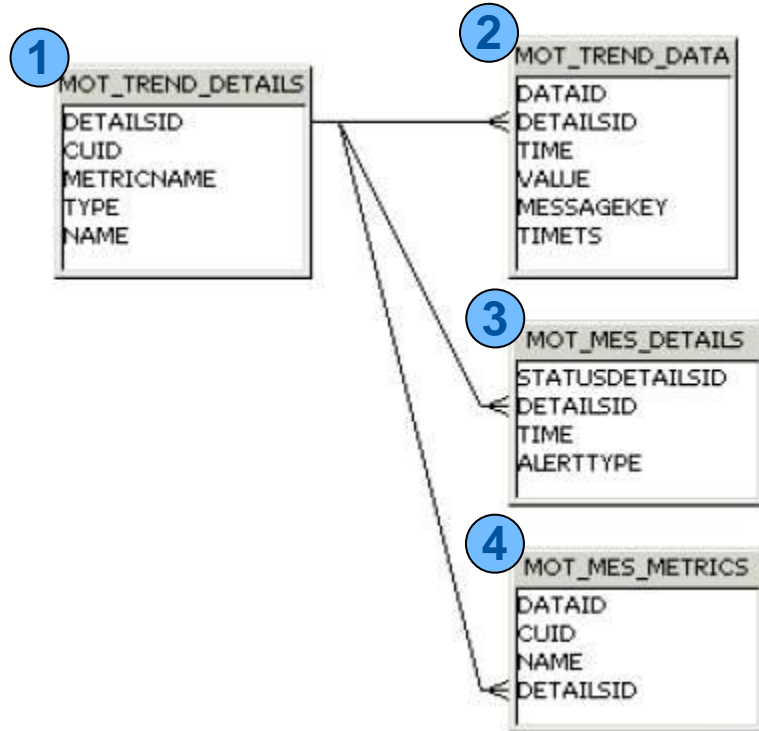 1
MOT_TREND_DETAILS
DETAILSID
CUID
METRICNAME
TYPE
NAME
2
MOT_TREND_DATA
DATAID
DETAILSID
TIME
VALUE
MESSAGEKEY
TIMETS
3
MOT_MES_DETAILS
STATUSDETAILSID
DETAILSID
TIME
ALERTTYPE
4
MOT_MES_METRICS
DATAID
CUID
NAME
DETAILSID